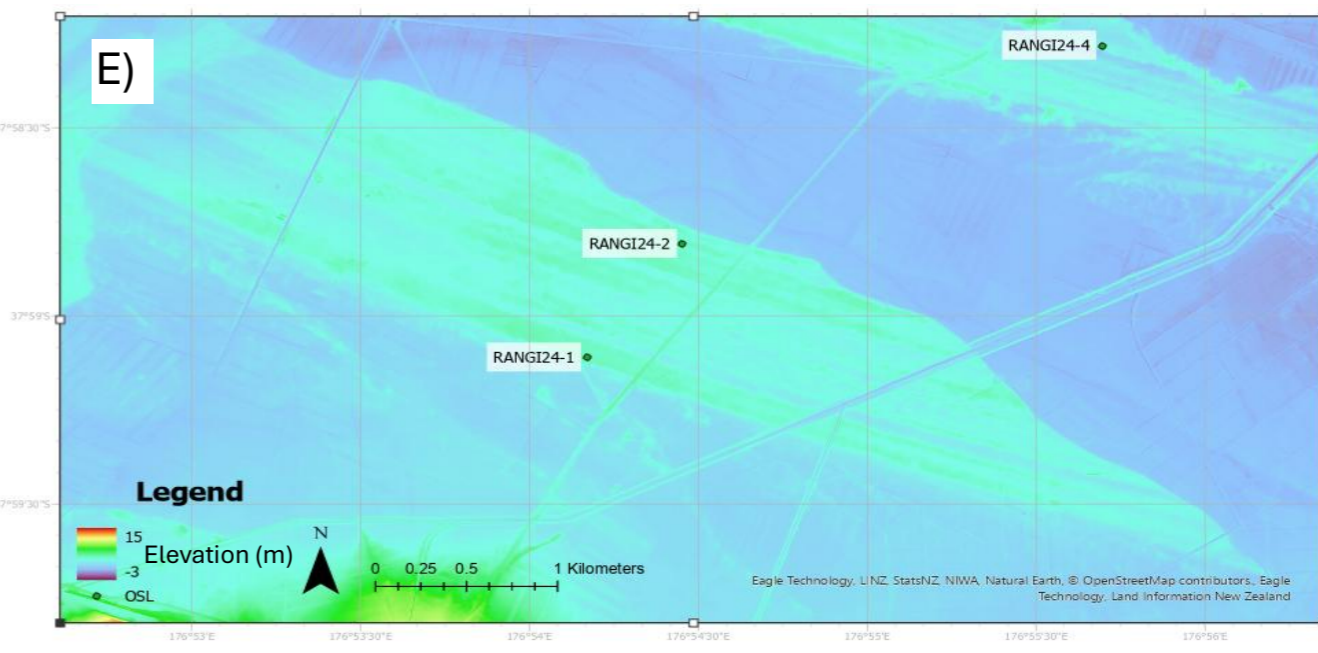 E)
RANGI24-4
7°58'30"S
RANGI24-2
37°59'S
RANGI24-1
7°59'30"S
Legend
15
Elevation (m)
-3
OSL
N
0 0.25 0.5 1 Kilometers
Eagle Technology, LINZ, StatsNZ, NIWA, Natural Earth, © OpenStreetMap contributors., Eagle
Technology, Land Information New Zealand
176°53'E 176°53'30"E 176°54'E 176°54'30"E 176°55'E 176°55'30"E 176°56'E